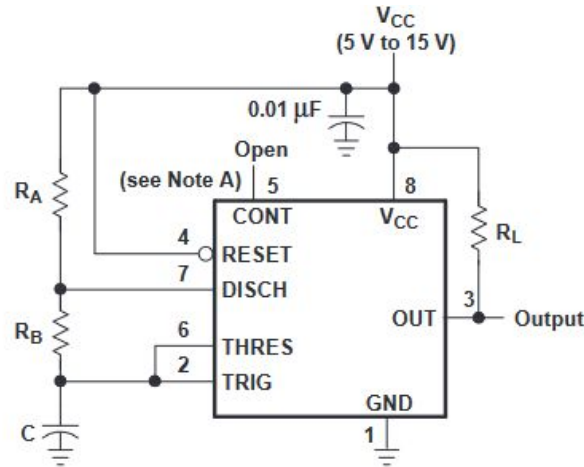 VCC
(5 V to 15 V)
0.01 μF
Open
(see Note A)
5
8
RA
CONT
VCC
RL
4
RESET
7
DISCH
3
OUT
Output
RB
6
THRES
2
TRIG
GND
C
1